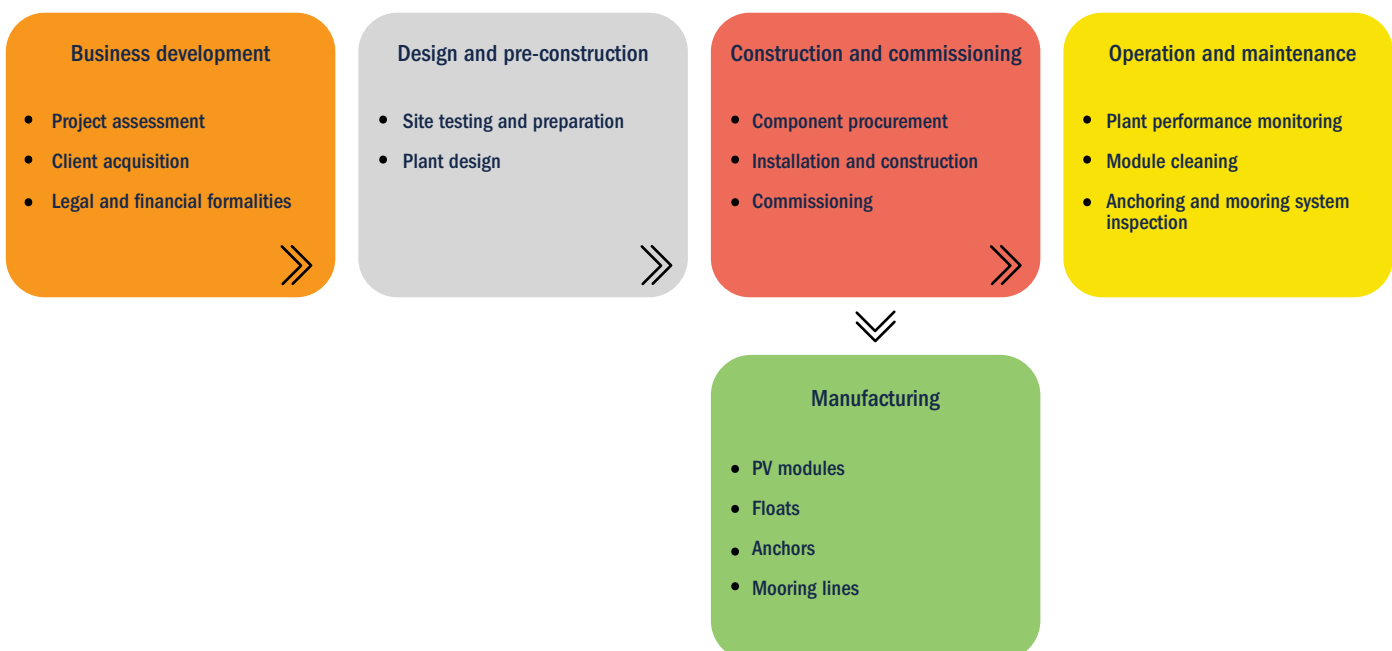 Business development
• Project assessment
• Client acquisition
• Legal and financial formalities
Design and pre-construction
• Site testing and preparation
• Plant design
Construction and commissioning
• Component procurement
• Installation and construction
• Commissioning
Operation and maintenance
• Plant performance monitoring
• Module cleaning
• Anchoring and mooring system
inspection
Manufacturing
• PV modules
• Floats
• Anchors
• Mooring lines